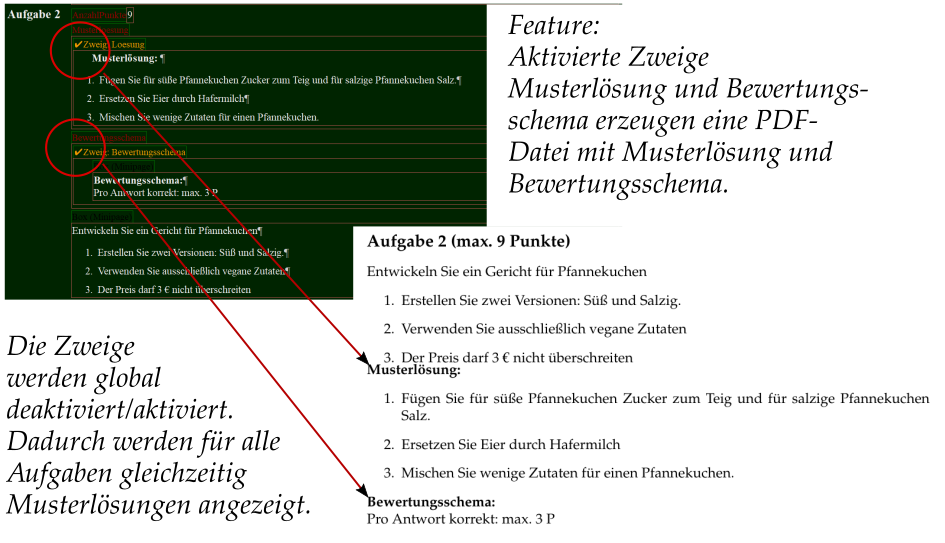 Aufgabe 2
AnzahlPunkte 9
Musterloesung
✔Zweig: Loesung
Musterlösung: ¶
1. Fügen Sie für süße Pfannekuchen Zucker zum Teig und für salzige Pfannekuchen Salz.¶
2. Ersetzen Sie Eier durch Hafermilch¶
3. Mischen Sie wenige Zutaten für einen Pfannekuchen.
Bewertungsschema
✔Zweig: Bewertungsschema
Bewertungsschema:¶
Pro Antwort korrekt: max. 3 P
Entwickeln Sie ein Gericht für Pfannekuchen¶
1. Erstellen Sie zwei Versionen: Süß und Salzig.¶
2. Verwenden Sie ausschließlich vegane Zutaten¶
3. Der Preis darf 3 € nicht überschreiten
Feature:
Aktivierte Zweige
Musterlösung und Bewertungs-
schema erzeugen eine PDF-
Datei mit Musterlösung und
Bewertungsschema.
Die Zweige
werden global
deaktiviert/aktiviert.
Dadurch werden für alle
Aufgaben gleichzeitig
Musterlösungen angezeigt.
Aufgabe 2 (max. 9 Punkte)
Entwickeln Sie ein Gericht für Pfannekuchen
1. Erstellen Sie zwei Versionen: Süß und Salzig.
2. Verwenden Sie ausschließlich vegane Zutaten
3. Der Preis darf 3 € nicht überschreiten
Musterlösung:
1. Fügen Sie für süße Pfannekuchen Zucker zum Teig und für salzige Pfannekuchen
Salz.
2. Ersetzen Sie Eier durch Hafermilch
3. Mischen Sie wenige Zutaten für einen Pfannekuchen.
Bewertungsschema:
Pro Antwort korrekt: max. 3 P